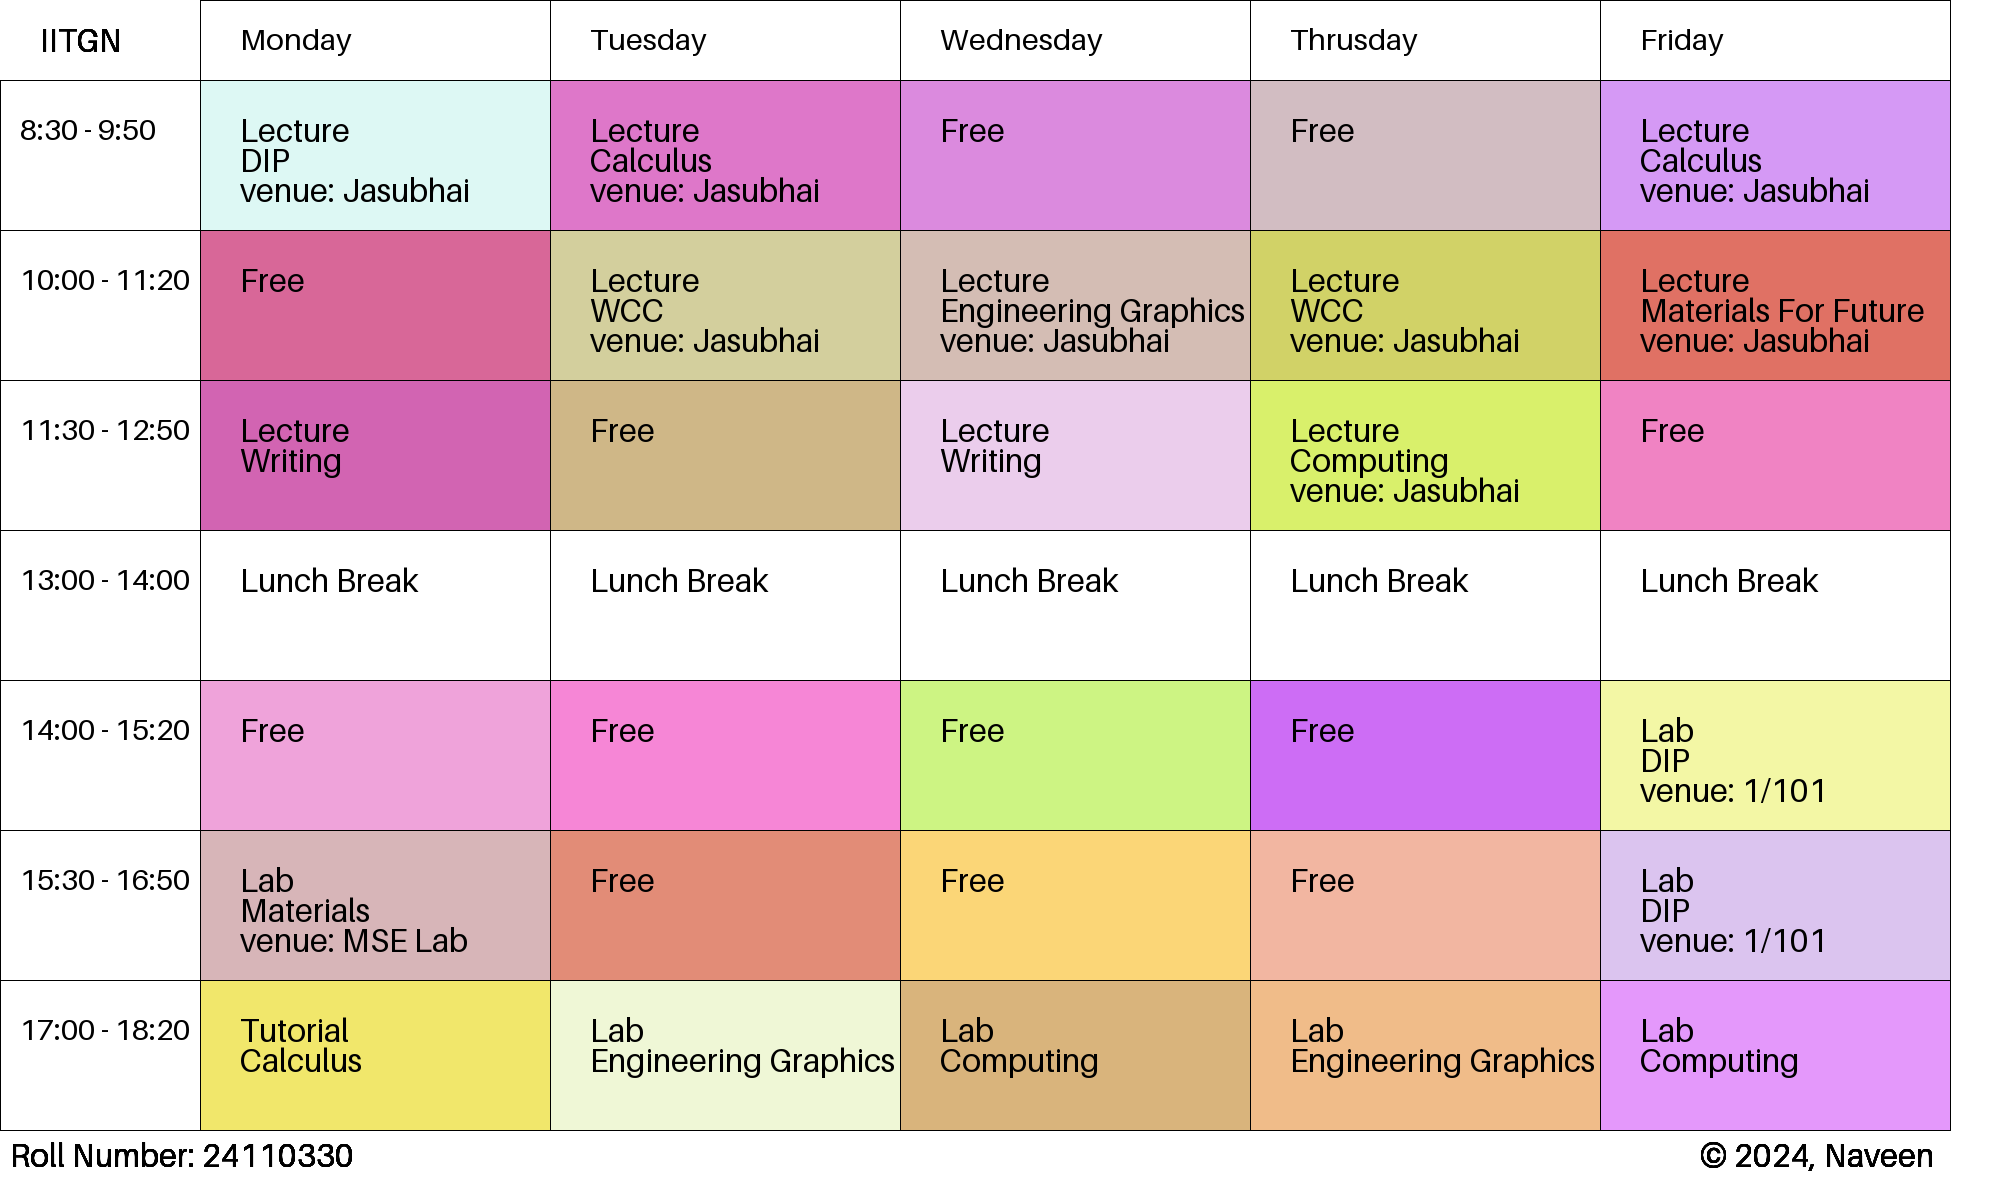 IITGN
Monday
Tuesday
Wednesday
Thrusday
Friday
8:30 - 9:50
Lecture
DIP
venue: Jasubhai
Lecture
Calculus
venue: Jasubhai
Free
Free
Lecture
Calculus
venue: Jasubhai
10:00 - 11:20
Free
Lecture
WCC
venue: Jasubhai
Lecture
Engineering Graphics
venue: Jasubhai
Lecture
WCC
venue: Jasubhai
Lecture
Materials For Future
venue: Jasubhai
11:30 - 12:50
Lecture
Writing
Free
Lecture
Writing
Lecture
Computing
venue: Jasubhai
Free
13:00 - 14:00
Lunch Break
Lunch Break
Lunch Break
Lunch Break
Lunch Break
14:00 - 15:20
Free
Free
Free
Free
Lab
DIP
venue: 1/101
15:30 - 16:50
Lab
Materials
venue: MSE Lab
Free
Free
Free
Lab
DIP
venue: 1/101
17:00 - 18:20
Tutorial
Calculus
Lab
Engineering Graphics
Lab
Computing
Lab
Engineering Graphics
Lab
Computing
Roll Number: 24110330
© 2024, Naveen